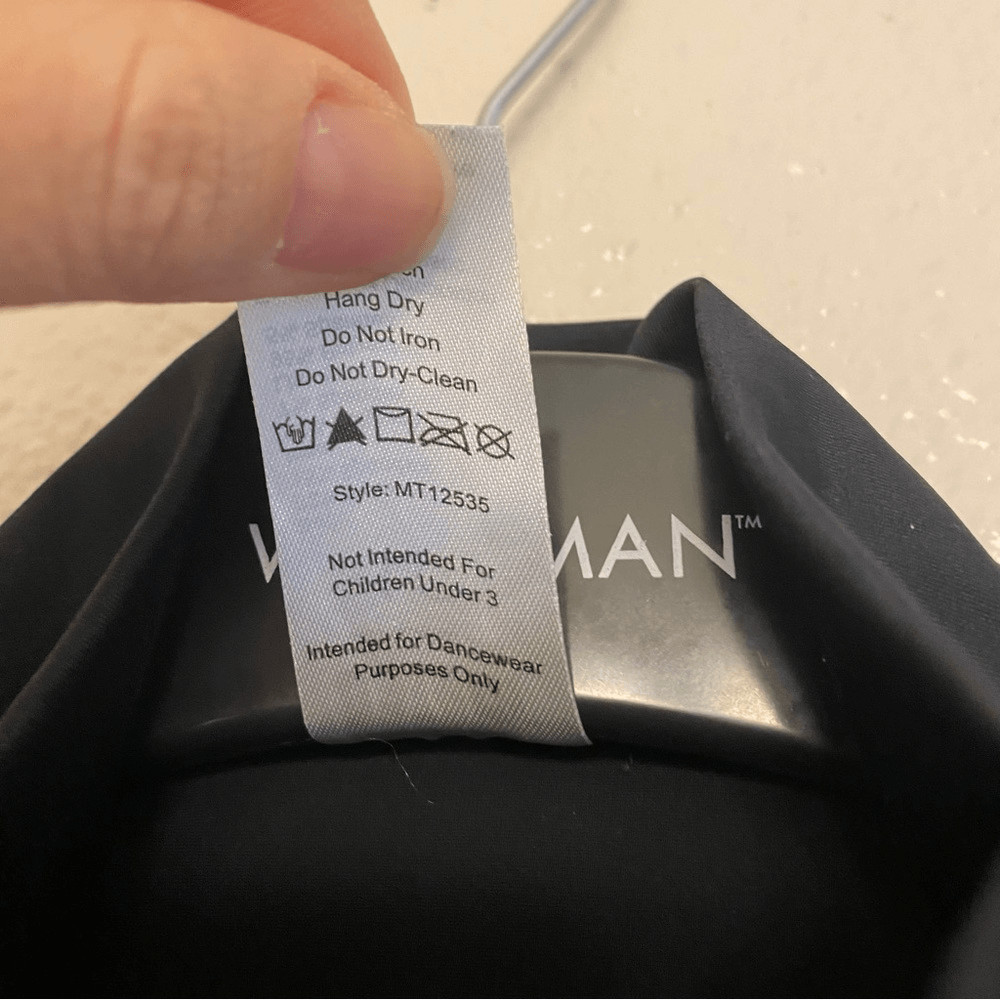 Hang Dry
Do Not Iron
Do Not Dry-Clean
Style: MT12535
MAN™
Not Intended For
Children Under 3
Intended for Dancewear
Purposes Only